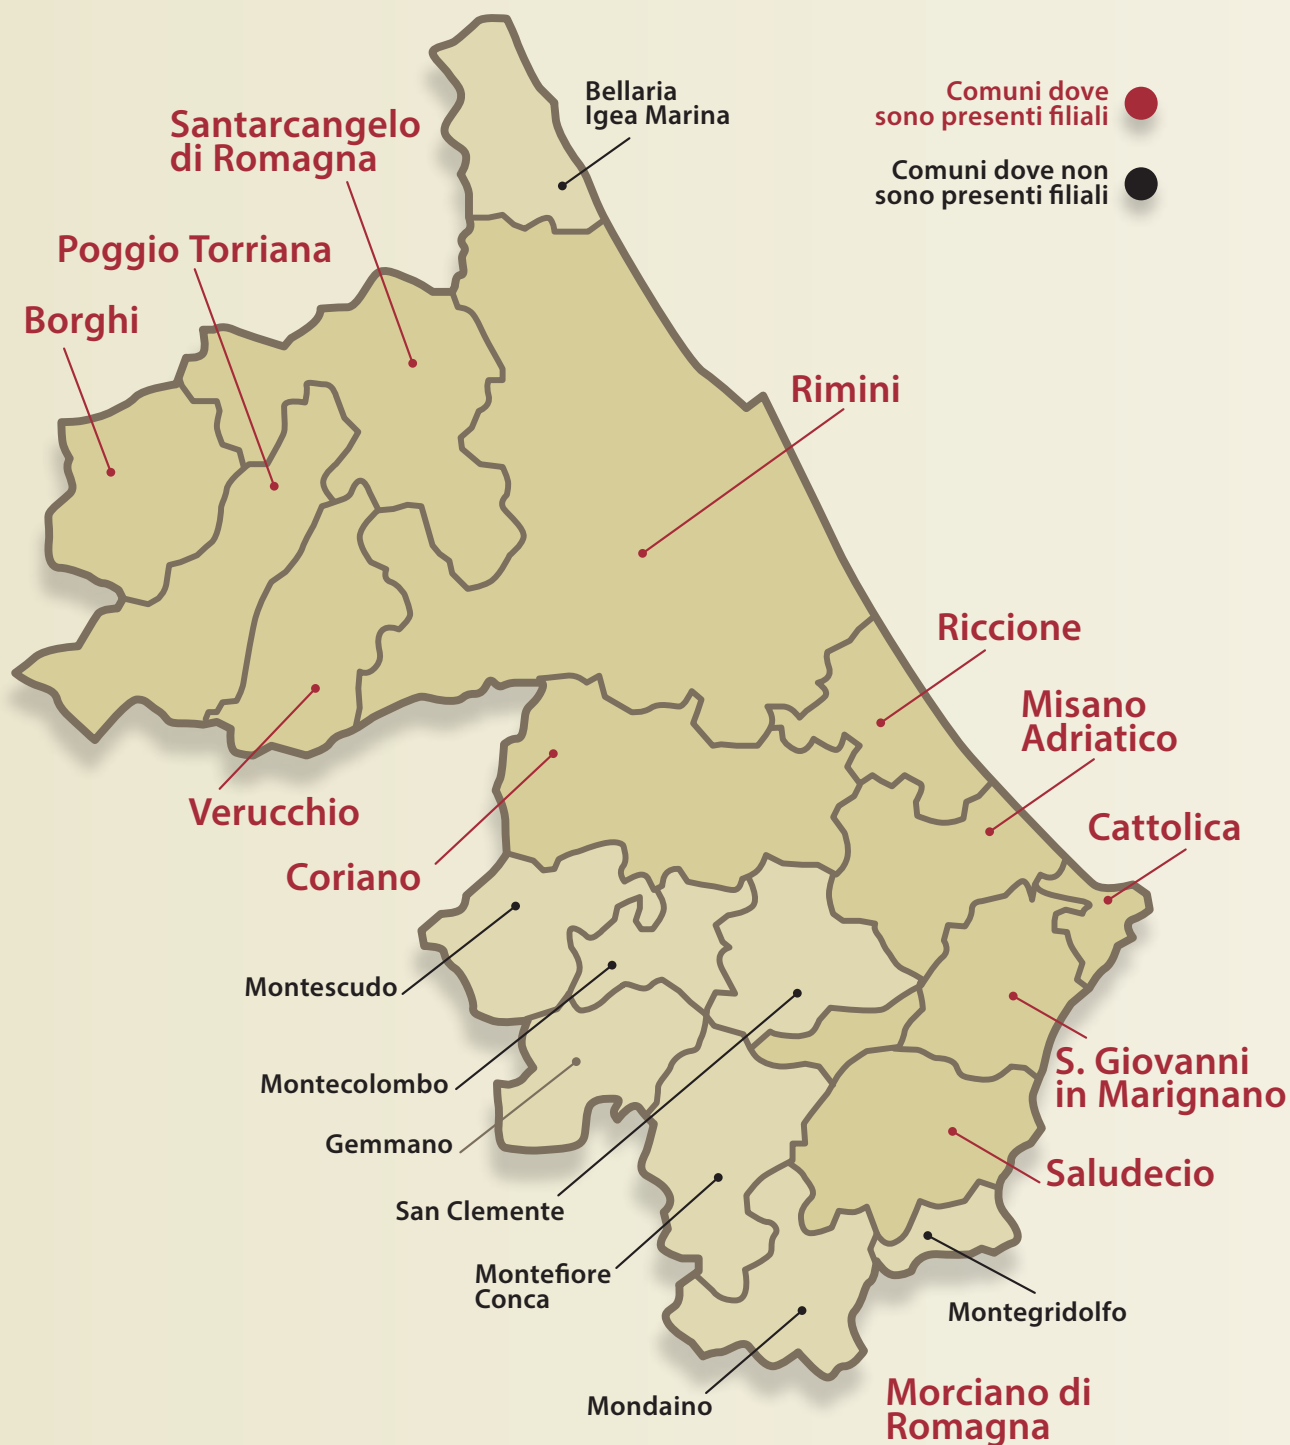 Bellaria
Igea Marina
Comuni dove
sono presenti filiali
Comuni dove non
sono presenti filiali
Santarcangelo
di Romagna
Poggio Torriana
Borghi
Rimini
Riccione
Misano
Adriatico
Cattolica
Verucchio
Coriano
Montescudo
Montecolombo
Gemmano
San Clemente
Montefiore
Conca
Mondaino
S. Giovanni
in Marignano
Saludecio
Montegridolfo
Morciano di
Romagna